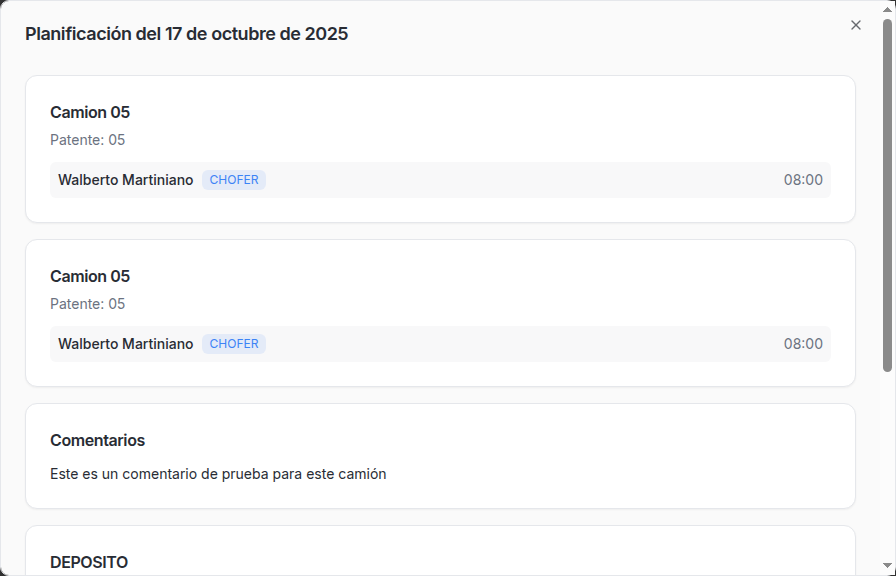 Planificación del 17 de octubre de 2025
Camion 05
Patente: 05
Walberto Martiniano CHOFER 08:00
Camion 05
Patente: 05
Walberto Martiniano CHOFER 08:00
Comentarios
Este es un comentario de prueba para este camión
DEPOSITO